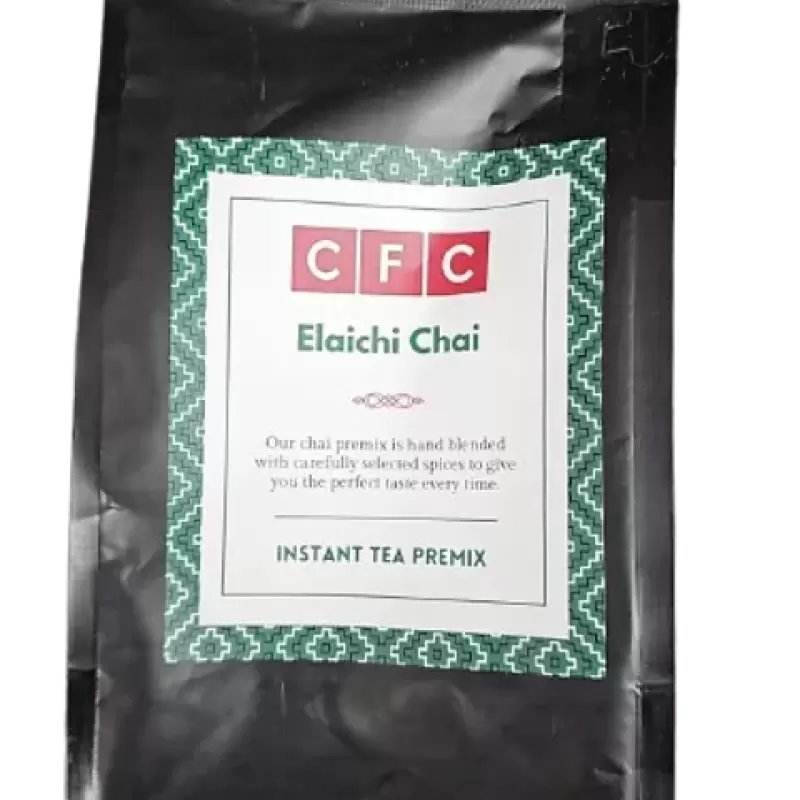 CFC
Elaichi Chai
Our chai premix is hand blended
with carefully selected spices to give
you the perfect taste every time.
INSTANT TEA PREMIX